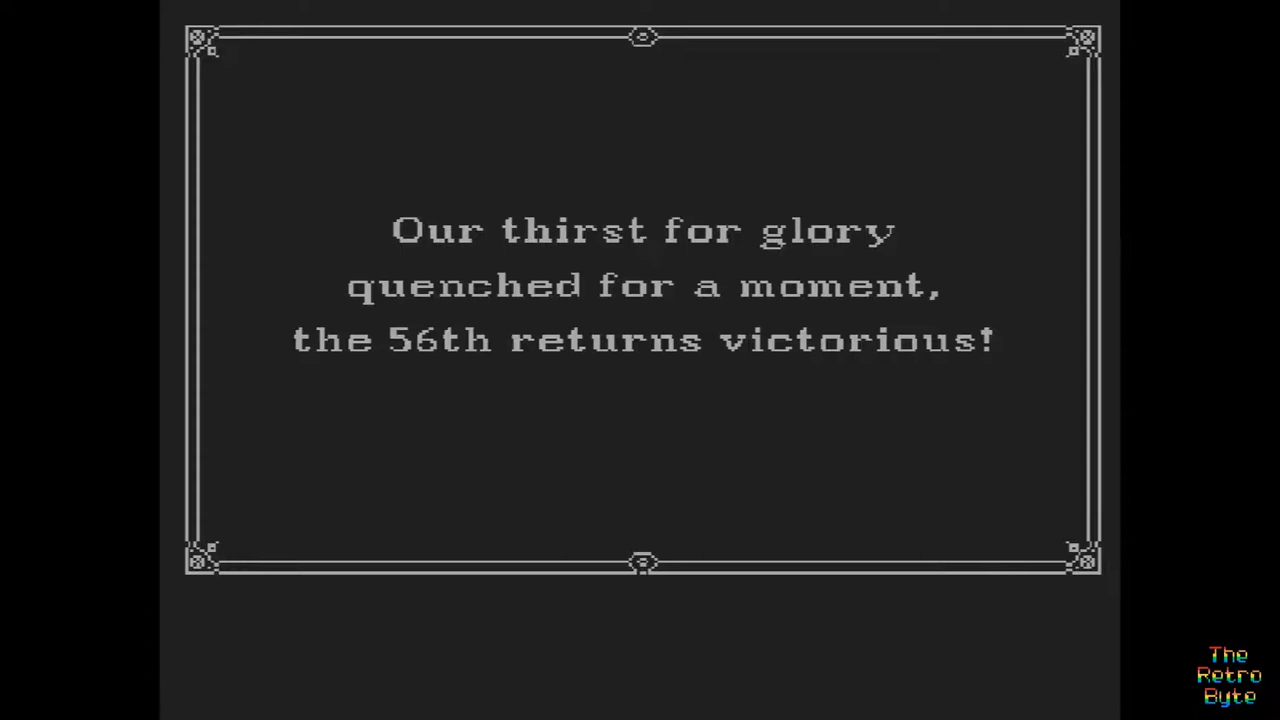 Our thirst for glory
quenched for a moment,
the 56th returns victorious!
The
Retro
Byte